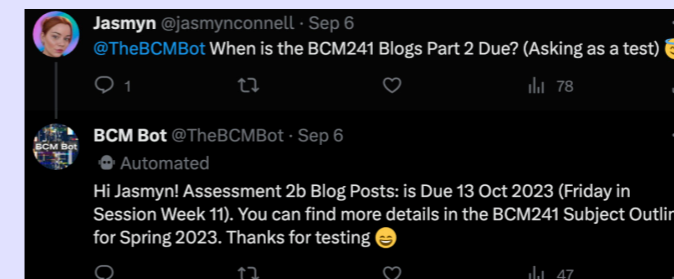 Jasmyn @jasmynconnell · Sep 6
@TheBCMBot When is the BCM241 Blogs Part 2 Due? (Asking as a test) 😇
1 78
BCM Bot @TheBCMBot · Sep 6
BCM Bot
Automated
Hi Jasmyn! Assessment 2b Blog Posts: is Due 13 Oct 2023 (Friday in
Session Week 11). You can find more details in the BCM241 Subject Outlin
for Spring 2023. Thanks for testing 😄
47